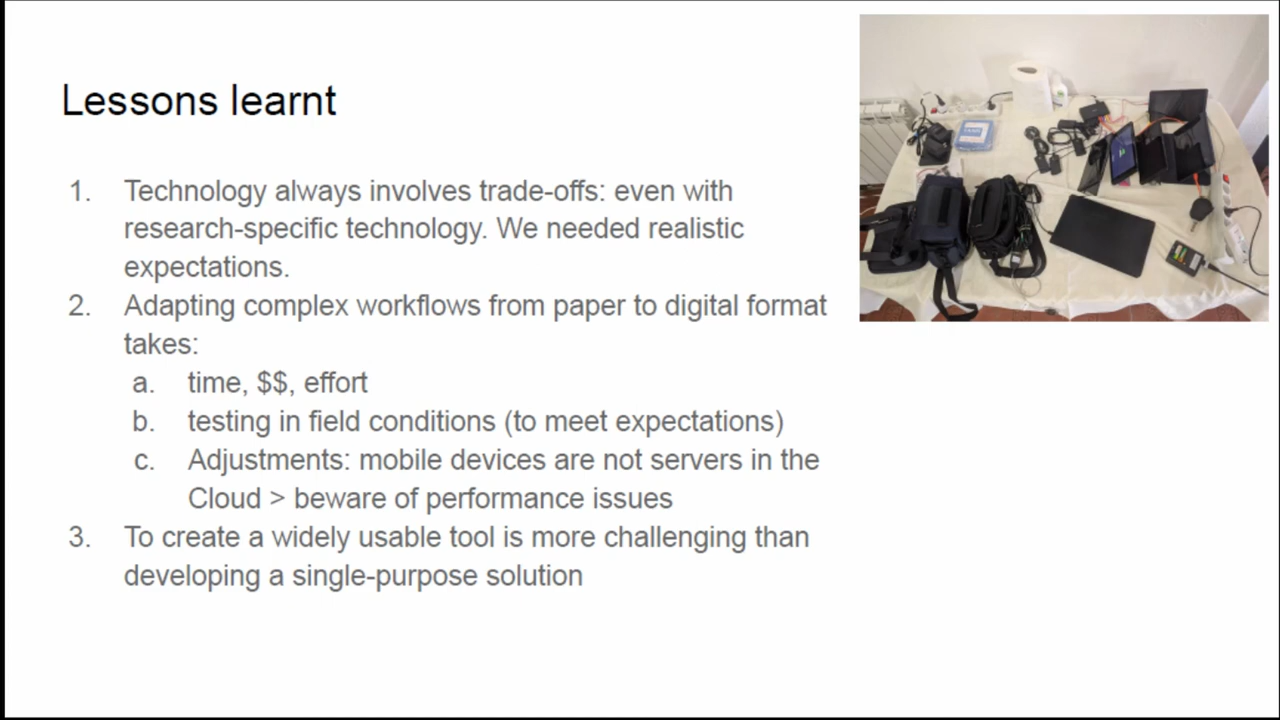 Lessons learnt
1. Technology always involves trade-offs: even with
research-specific technology. We needed realistic
expectations.
2. Adapting complex workflows from paper to digital format
takes:
a. time, $$, effort
b. testing in field conditions (to meet expectations)
c. Adjustments: mobile devices are not servers in the
Cloud > beware of performance issues
3. To create a widely usable tool is more challenging than
developing a single-purpose solution